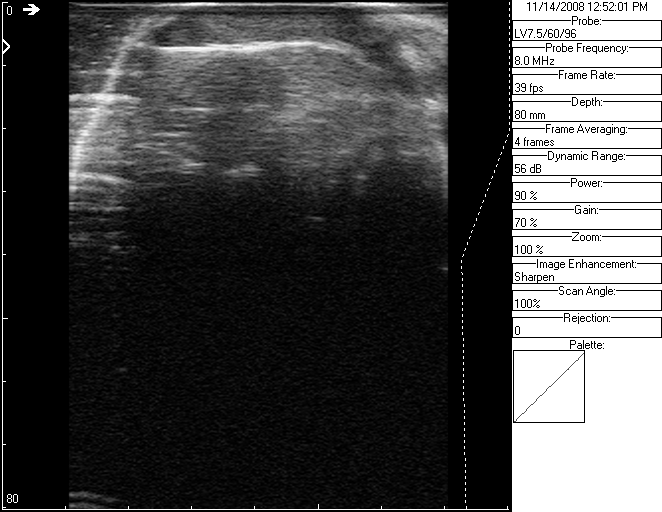 0
80
11/14/2008 12:52:01 PM
Probe:
LV7.5/60/96
Probe Frequency:
8.0 MHz
Frame Rate:
39 fps
Depth:
80 mm
Frame Averaging:
4 frames
Dynamic Range:
56 dB
Power:
90 %
Gain:
70 %
Zoom:
100 %
Image Enhancement:
Sharpen
Scan Angle:
100%
Rejection:
0
Palette: